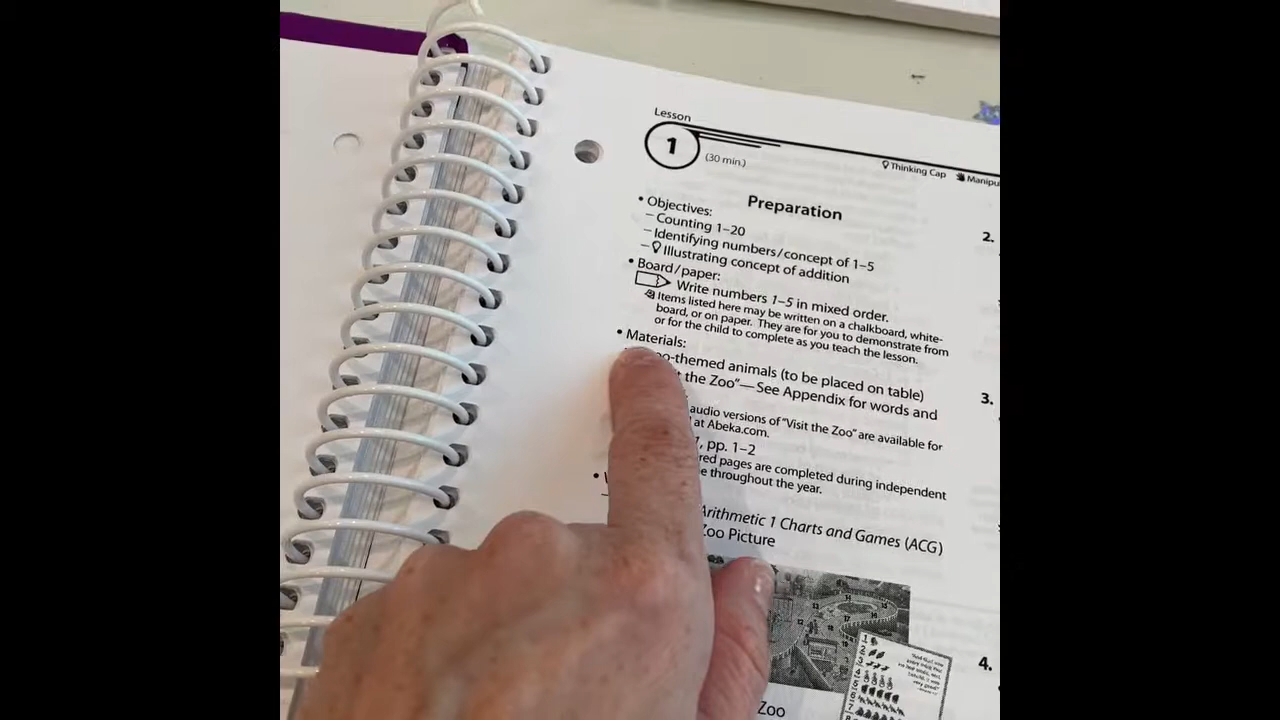 Lesson
1
(30 min.)
Thinking Cap
Preparation
• Objectives:
– Counting 1–20
– Identifying numbers/concept of 1–5
– Illustrating concept of addition
• Board/paper:
Write numbers 1–5 in mixed order.
Items listed here may be written on a chalkboard, white-
board, or on paper. They are for you to demonstrate from
or for the child to complete as you teach the lesson.
• Materials:
-themed animals (to be placed on table)
the Zoo”—See Appendix for words and
audio versions of “Visit the Zoo” are available for
at Abeka.com.
, pp. 1–2
pages are completed during independent
throughout the year.
Arithmetic 1 Charts and Games (ACG)
Zoo Picture
Zoo
2.
3.
4.